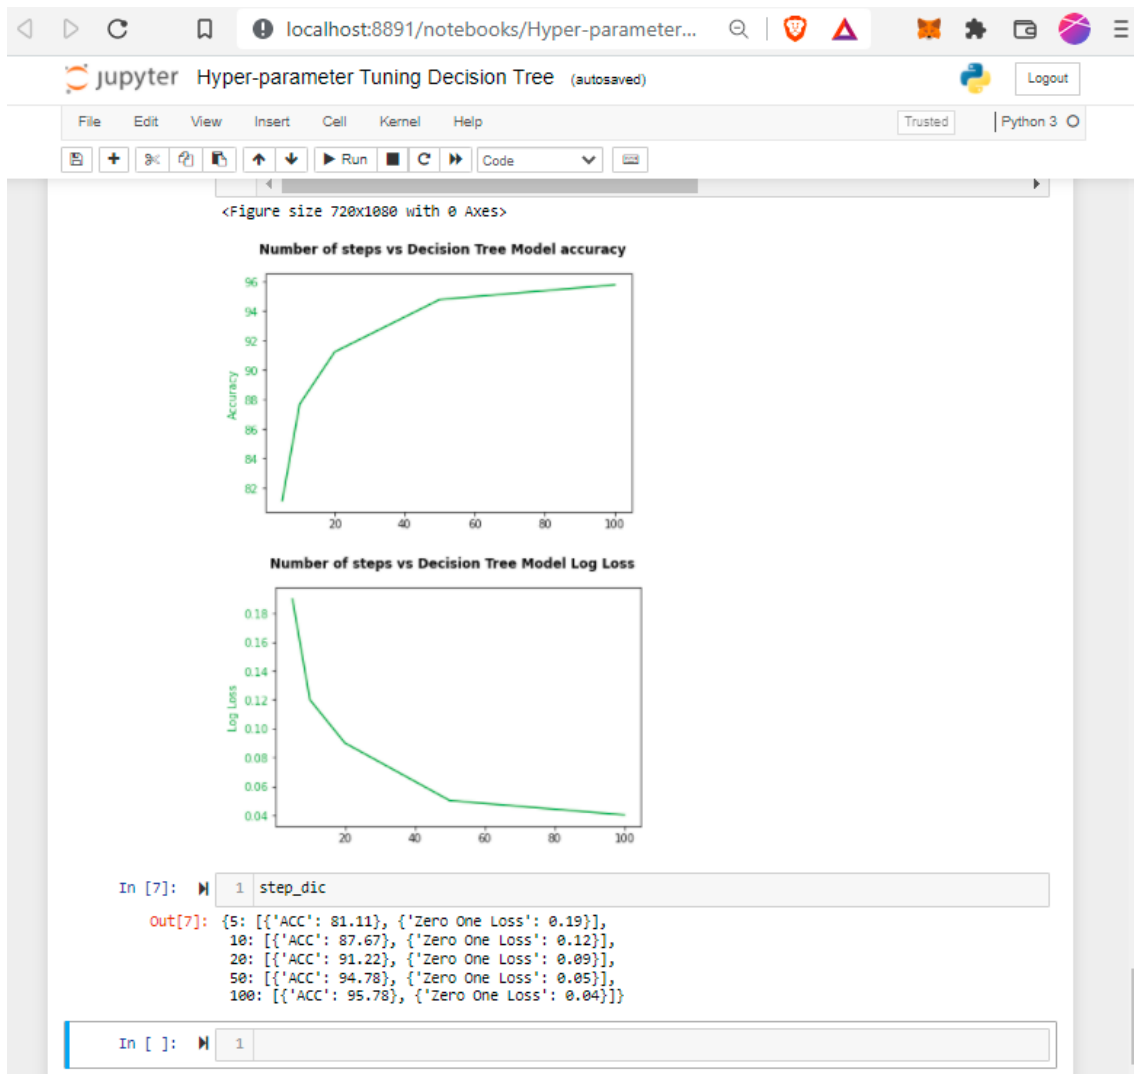 localhost:8891/notebooks/Hyper-parameter...
jupyter Hyper-parameter Tuning Decision Tree (autosaved)
Logout
File Edit View Insert Cell Kernel Help
Trusted
Python 3
Run
Code
<Figure size 720x1080 with 0 Axes>
Number of steps vs Decision Tree Model accuracy
96
94
92
90
88
86
84
82
Accuracy
20 40 60 80 100
Number of steps vs Decision Tree Model Log Loss
0.18
0.16
0.14
0.12
0.10
0.08
0.06
0.04
Log Loss
20 40 60 80 100
In [7]: 1 step_dic
Out[7]: {5: [{'ACC': 81.11}, {'Zero One Loss': 0.19}],
10: [{'ACC': 87.67}, {'Zero One Loss': 0.12}],
20: [{'ACC': 91.22}, {'Zero One Loss': 0.09}],
50: [{'ACC': 94.78}, {'Zero One Loss': 0.05}],
100: [{'ACC': 95.78}, {'Zero One Loss': 0.04}]}
In [ ]: 1